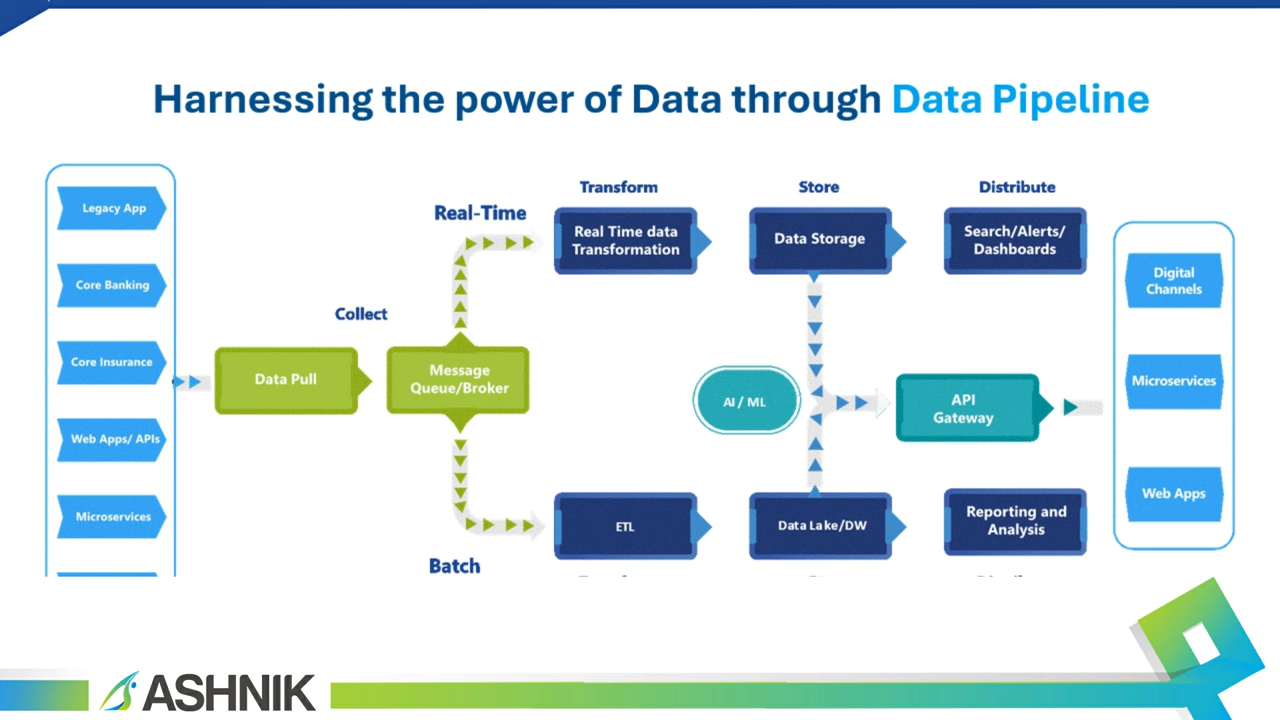 Harnessing the power of Data through Data Pipeline
Legacy App
Core Banking
Core Insurance
Web Apps/ APIs
Microservices
Data Pull
Collect
Message
Queue/Broker
Real-Time
Batch
Transform
Real Time data
Transformation
Store
Data Storage
Distribute
Search/Alerts/
Dashboards
AI / ML
API
Gateway
ETL
Data Lake/DW
Reporting and
Analysis
Digital
Channels
Microservices
Web Apps
ASHNIK